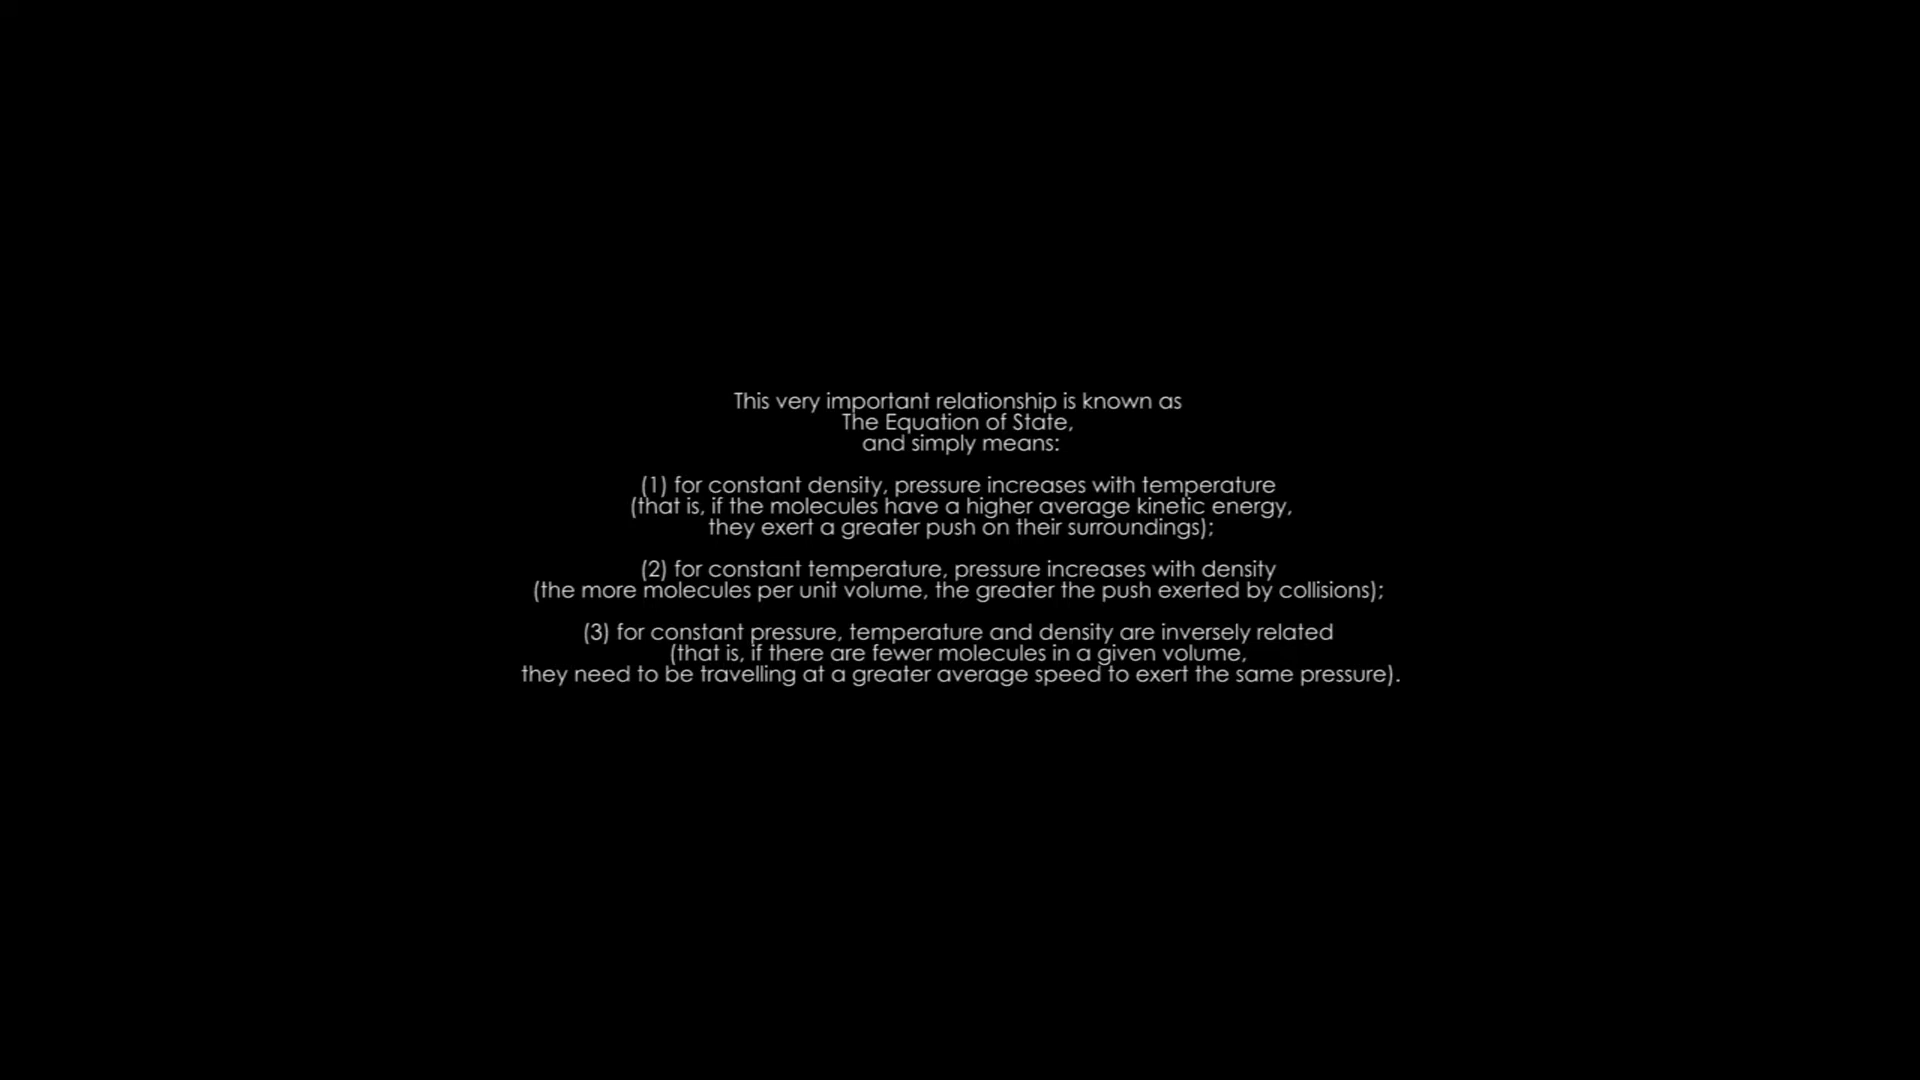 This very important relationship is known as
The Equation of State,
and simply means:
(1) for constant density, pressure increases with temperature
(that is, if the molecules have a higher average kinetic energy,
they exert a greater push on their surroundings);
(2) for constant temperature, pressure increases with density
(the more molecules per unit volume, the greater the push exerted by collisions);
(3) for constant pressure, temperature and density are inversely related
(that is, if there are fewer molecules in a given volume,
they need to be travelling at a greater average speed to exert the same pressure).